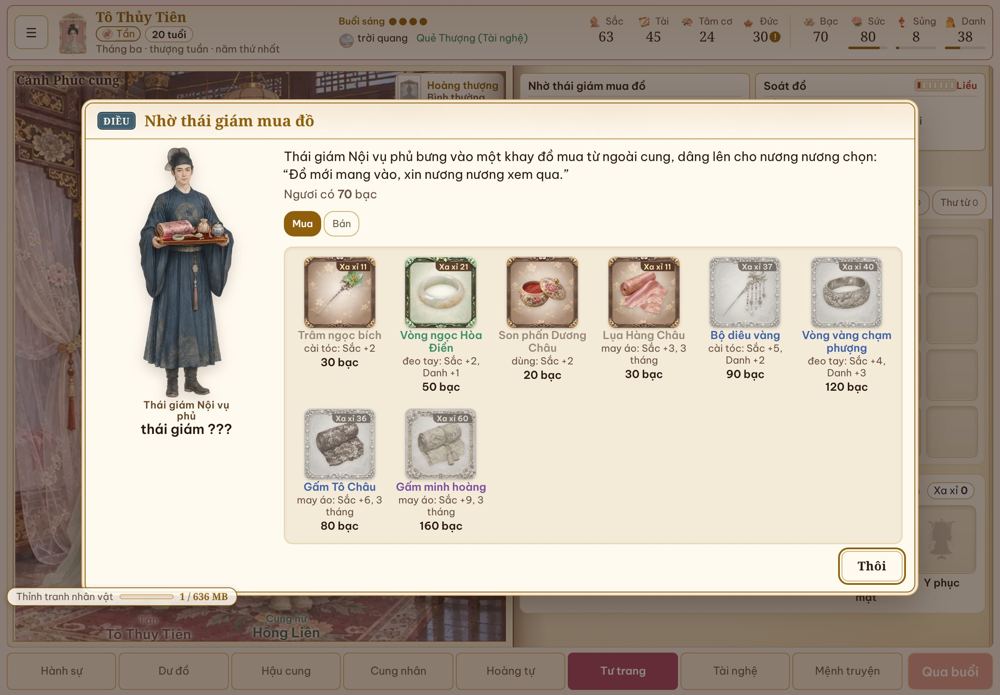 Tô Thủy Tiên
Tần
20 tuổi
Tháng ba · thượng tuần · năm thứ nhất
Buổi sáng
trời quang
Quẻ Thượng (Tài nghệ)
Sắc
63
Tài
45
Tâm cơ
24
Đức
30
Bạc
70
Sức
80
Sủng
8
Danh
38
Cảnh Phúc cung
Hoàng thượng
Bình thường
Nhờ thái giám mua đồ
Soát đồ
Liều
ĐIỀU
Nhờ thái giám mua đồ
Thái giám Nội vụ phủ bưng vào một khay đồ mua từ ngoài cung, dâng lên cho nương nương chọn:
“Đồ mới mang vào, xin nương nương xem qua.”
Ngươi có 70 bạc
Mua
Bán
Thái giám Nội vụ
phủ
thái giám ???
Xa xỉ 11
Trâm ngọc bích
cài tóc: Sắc +2
30 bạc
Xa xỉ 21
Vòng ngọc Hòa
Điền
đeo tay: Sắc +2,
Danh +1
50 bạc
Son phấn Dương
Châu
dùng: Sắc +2
20 bạc
Xa xỉ 11
Lụa Hàng Châu
may áo: Sắc +3, 3
tháng
30 bạc
Xa xỉ 37
Bộ diêu vàng
cài tóc: Sắc +5,
Danh +2
90 bạc
Xa xỉ 40
Vòng vàng chạm
phượng
đeo tay: Sắc +4,
Danh +3
120 bạc
Xa xỉ 36
Gấm Tô Châu
may áo: Sắc +6, 3
tháng
80 bạc
Xa xỉ 60
Gấm minh hoàng
may áo: Sắc +9, 3
tháng
160 bạc
Thôi
Thư từ 0
Xa xỉ 0
Y phục
mạt
Thỉnh tranh nhân vật
1 / 636 MB
Tần
Tô Thủy Tiên
Cung nữ
Hồng Liên
Hành sự
Dư đồ
Hậu cung
Cung nhân
Hoàng tự
Tư trang
Tài nghệ
Mệnh truyện
Qua buổi